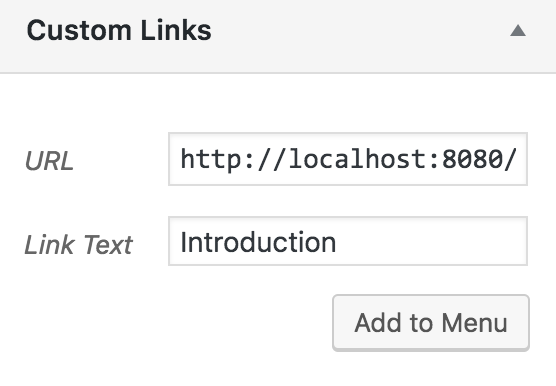 Custom Links
URL
http://localhost:8080/
Link Text
Introduction
Add to Menu